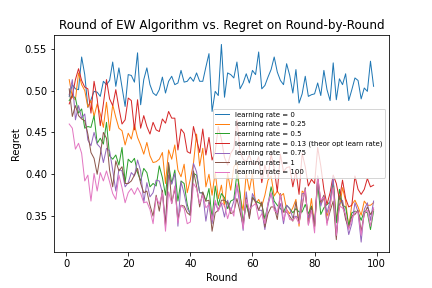 Round of EW Algorithm vs. Regret on Round-by-Round
0.55
0.50
0.45
0.40
0.35
Regret
learning rate = 0
learning rate = 0.25
learning rate = 0.5
learning rate = 0.13 (theor opt learn rate)
learning rate = 0.75
learning rate = 1
learning rate = 100
0
20
40
60
80
100
Round